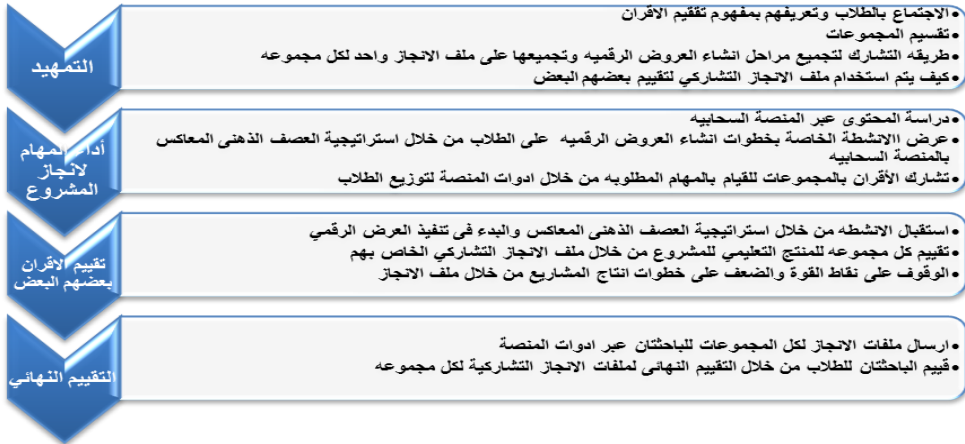 التمهيد
•الاجتماع بالطلاب وتعريفهم بمفهوم تققيم الاقران
•تقسيم المجموعات
•طريقه التشارك لتجميع مراحل انشاء العروض الرقميه وتجميعها على ملف الانجاز واحد لكل مجموعه
•كيف يتم استخدام ملف الانجاز التشاركي لتقييم بعضهم البعض
أداء المهام
لانجاز
المشروع
•دراسة المحتوى عبر المنصة السحابيه
•عرض االانشطة الخاصة بخطوات انشاء العروض الرقميه على الطلاب من خلال استراتيجية العصف الذهنى المعاكس
بالمنصة السحابيه
•تشارك الأقران بالمجموعات للقيام بالمهام المطلوبه من خلال ادوات المنصة لتوزيع الطلاب
تقييم الاقران
بعضهم البعض
•استقبال الانشطه من خلال استراتيجية العصف الذهنى المعاكس والبدء فى تنفيذ العرض الرقمي
•تقييم كل مجموعه للمنتج التعليمي للمشروع من خلال ملف الانجاز التشاركي الخاص بهم
•الوقوف على نقاط القوة والضعف على خطوات انتاج المشاريع من خلال ملف الانجاز
التقييم النهائي
•ارسال ملفات الانجاز لكل المجموعات للباحثتان عبر ادوات المنصة
•قييم الباحثتان للطلاب من خلال التقييم النهائى لملفات الانجاز التشاركية لكل مجموعه